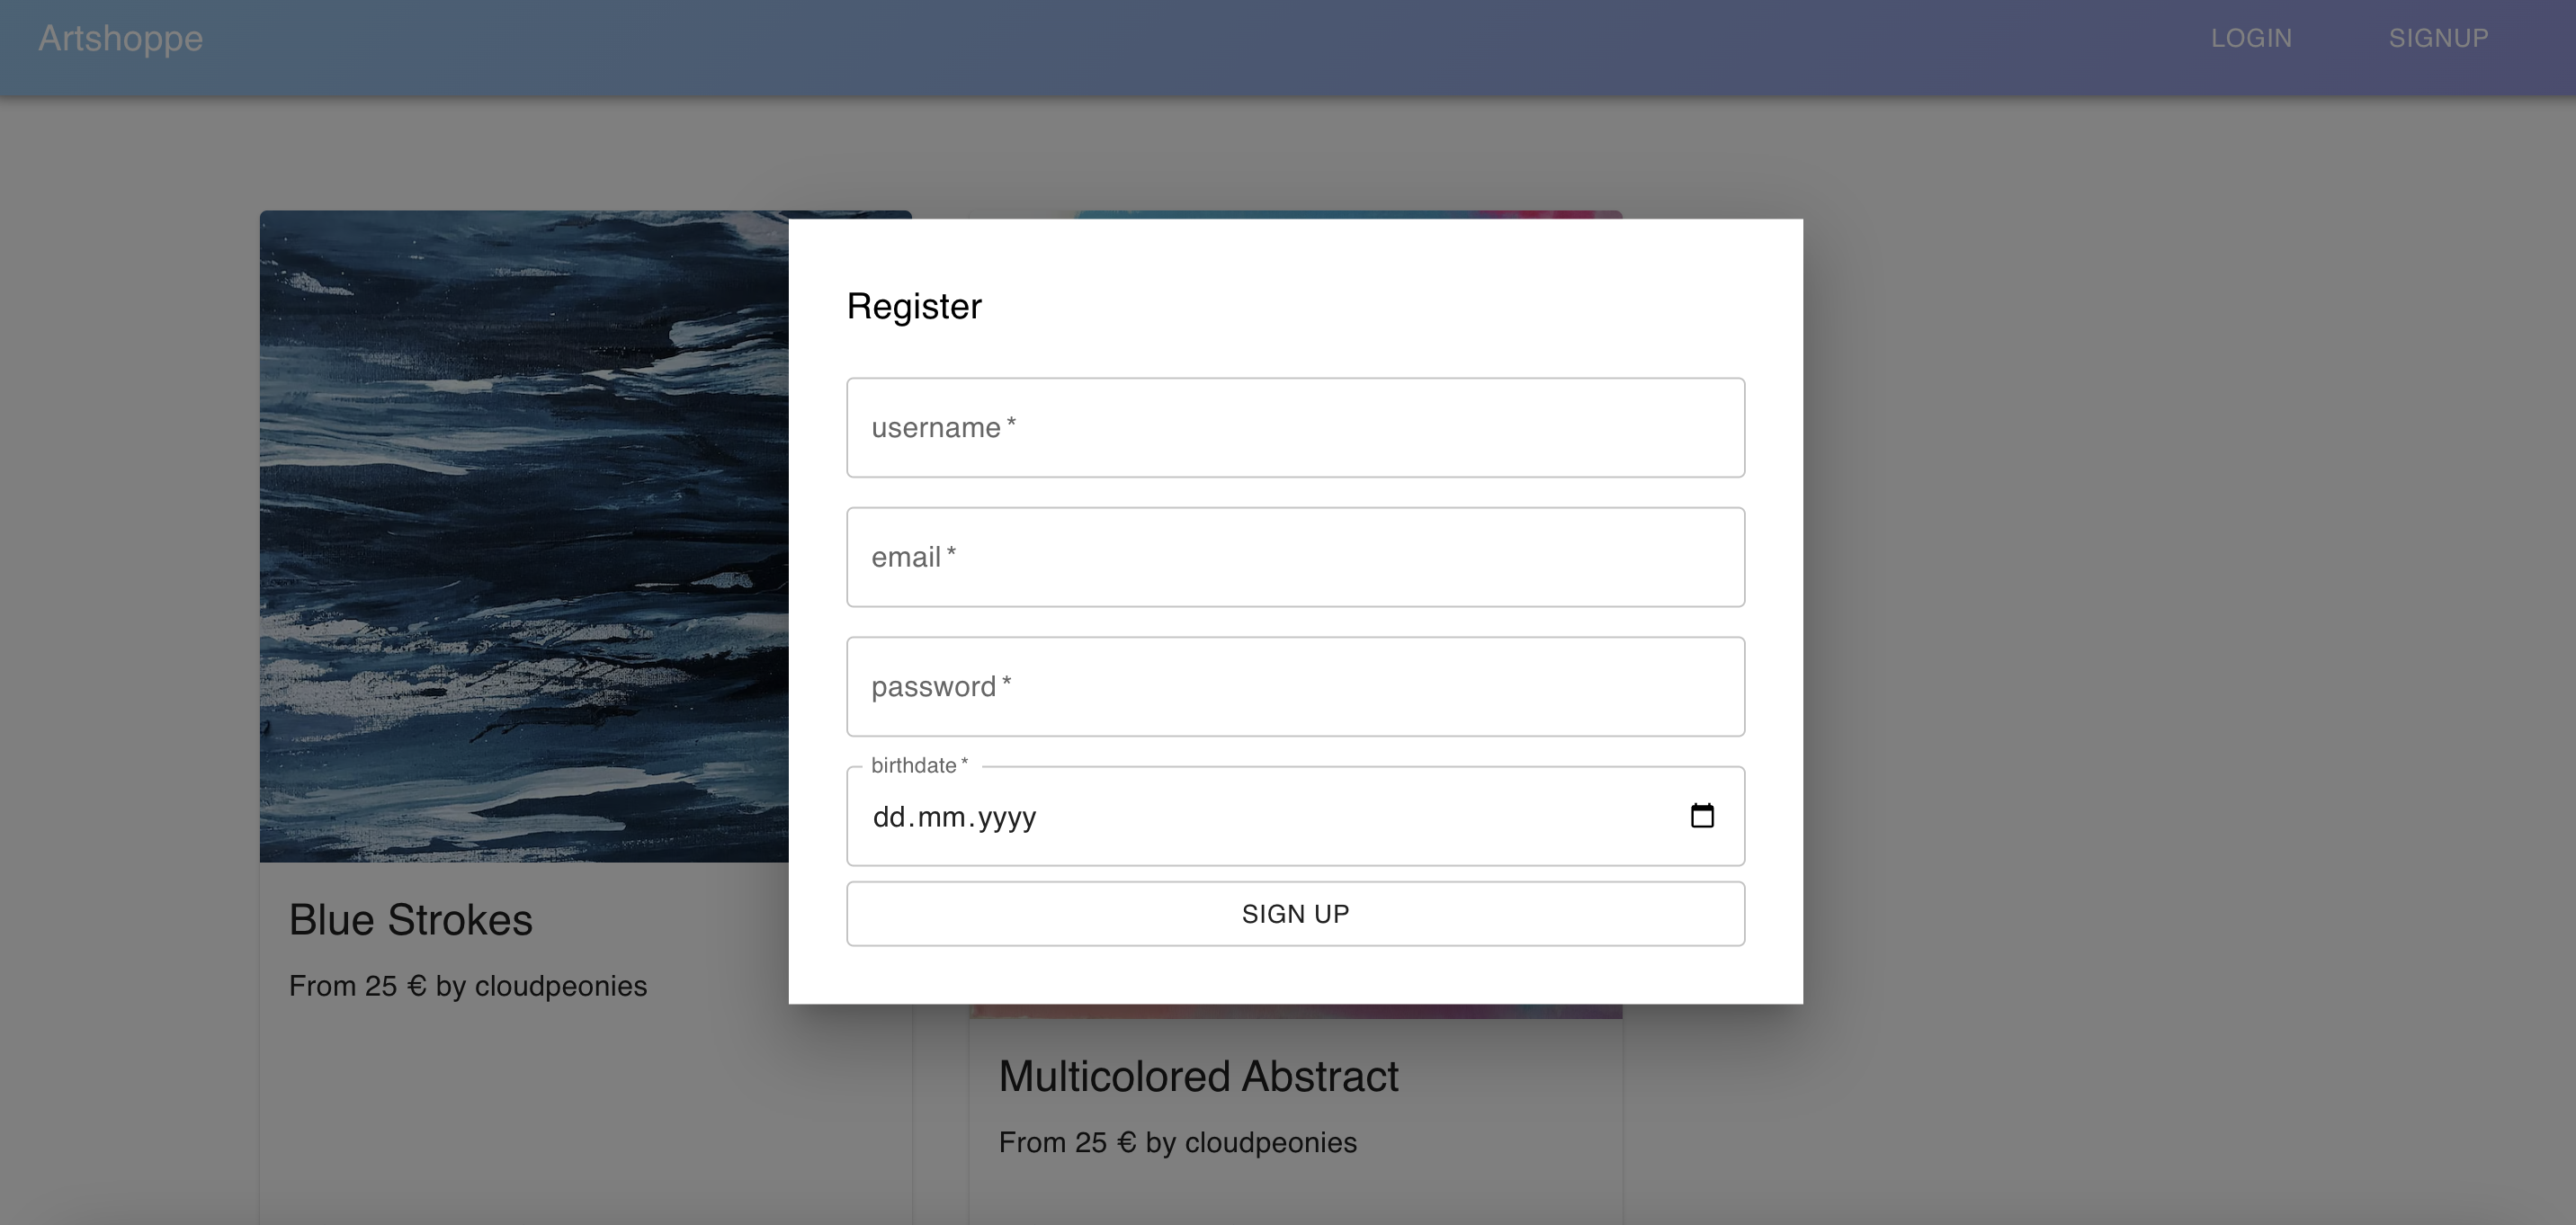 Artshoppe
LOGIN
SIGNUP
Register
username *
email *
password *
birthdate *
dd.mm.yyyy
SIGN UP
Blue Strokes
From 25 € by cloudpeonies
Multicolored Abstract
From 25 € by cloudpeonies